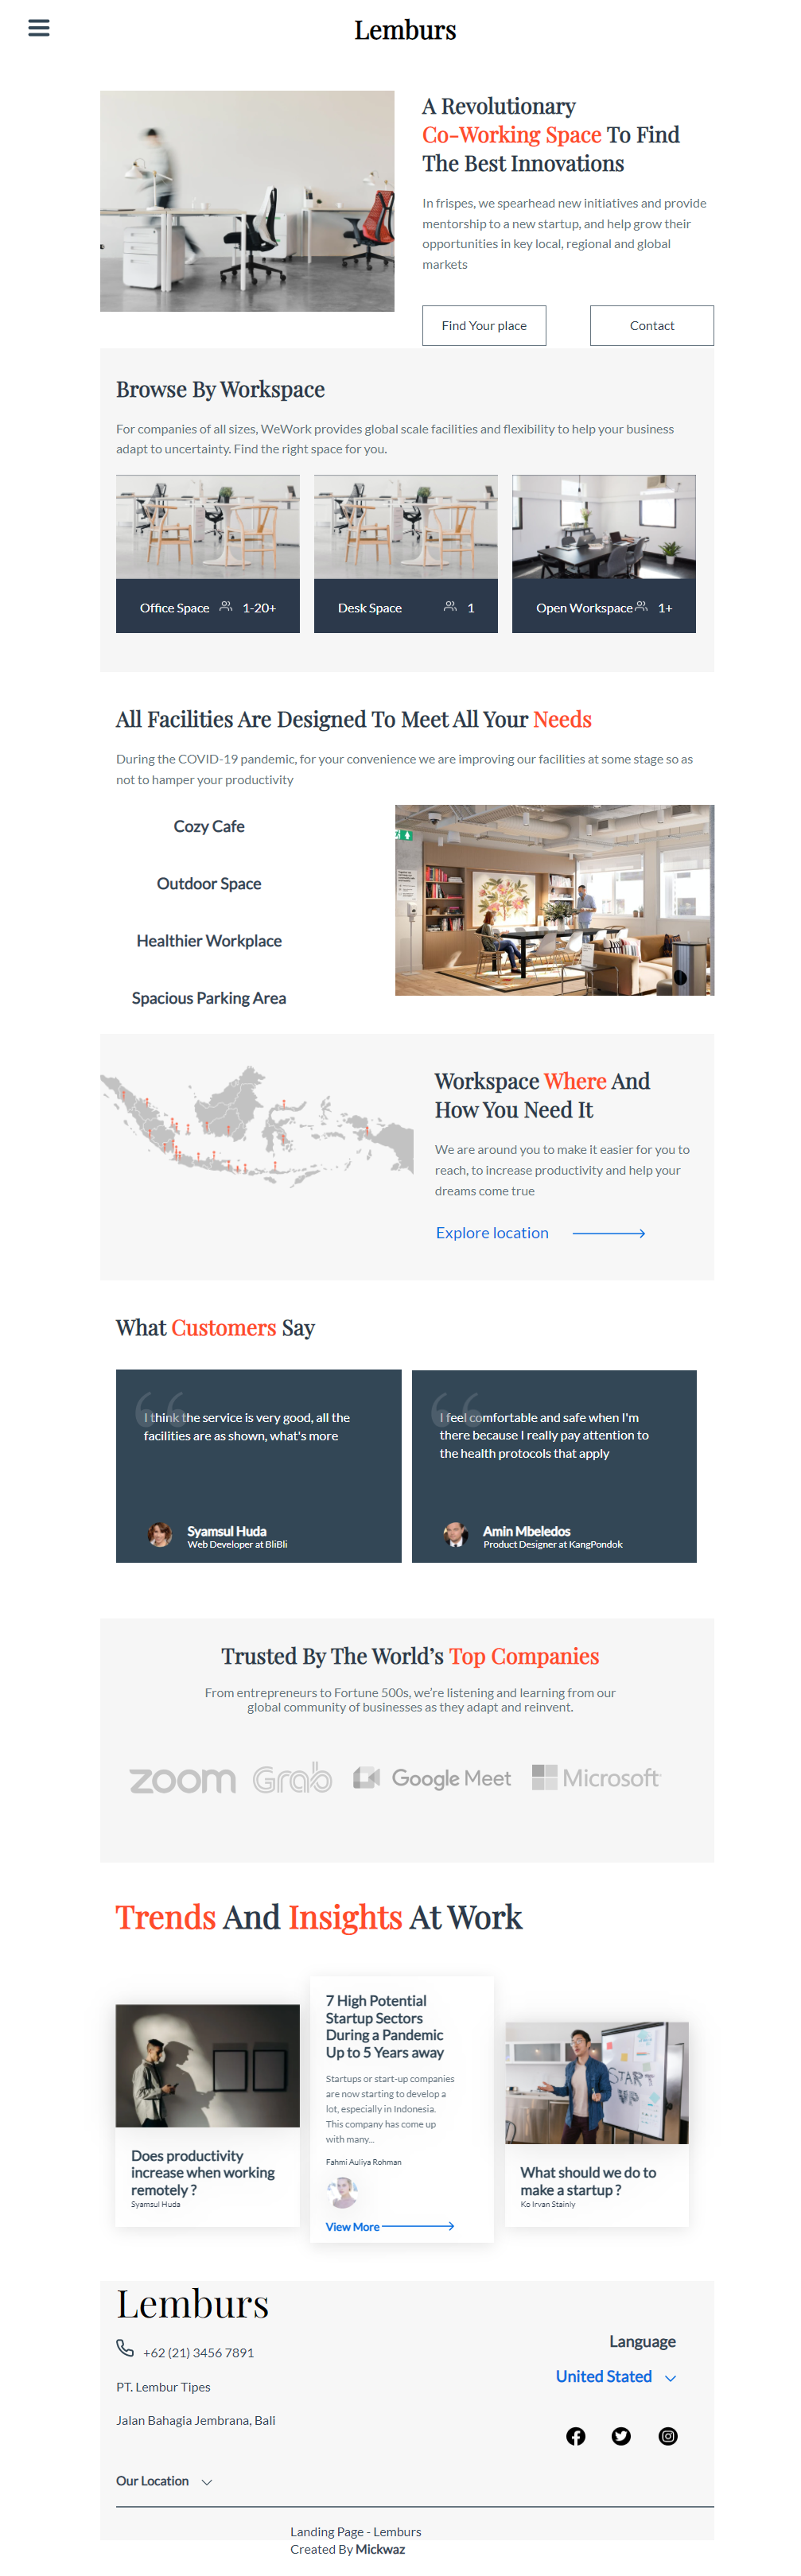 Lemburs
A Revolutionary
Co-Working Space To Find
The Best Innovations
In frispes, we spearhead new initiatives and provide
mentorship to a new startup, and help grow their
opportunities in key local, regional and global
markets
Find Your place
Contact
Browse By Workspace
For companies of all sizes, WeWork provides global scale facilities and flexibility to help your business
adapt to uncertainty. Find the right space for you.
Office Space 1-20+
Desk Space 1
Open Workspace 1+
All Facilities Are Designed To Meet All Your Needs
During the COVID-19 pandemic, for your convenience we are improving our facilities at some stage so as
not to hamper your productivity
Cozy Cafe
Outdoor Space
Healthier Workplace
Spacious Parking Area
Workspace Where And
How You Need It
We are around you to make it easier for you to
reach, to increase productivity and help your
dreams come true
Explore location
What Customers Say
I think the service is very good, all the
facilities are as shown, what's more
Syamsul Huda
Web Developer at BliBli
I feel comfortable and safe when I'm
there because I really pay attention to
the health protocols that apply
Amin Mbeledos
Product Designer at KangPondok
Trusted By The World’s Top Companies
From entrepreneurs to Fortune 500s, we’re listening and learning from our
global community of businesses as they adapt and reinvent.
zoom Grab Google Meet Microsoft
Trends And Insights At Work
Does productivity
increase when working
remotely ?
Syamsul Huda
7 High Potential
Startup Sectors
During a Pandemic
Up to 5 Years away
Startups or start-up companies
are now starting to develop a
lot, especially in Indonesia.
This company has come up
with many...
Fahmi Auliya Rohman
View More
START
UP
What should we do to
make a startup ?
Ko Irvan Stainly
Lemburs
+62 (21) 3456 7891
PT. Lembur Tipes
Jalan Bahagia Jembrana, Bali
Language
United Stated
Our Location
Landing Page - Lemburs
Created By Mickwaz